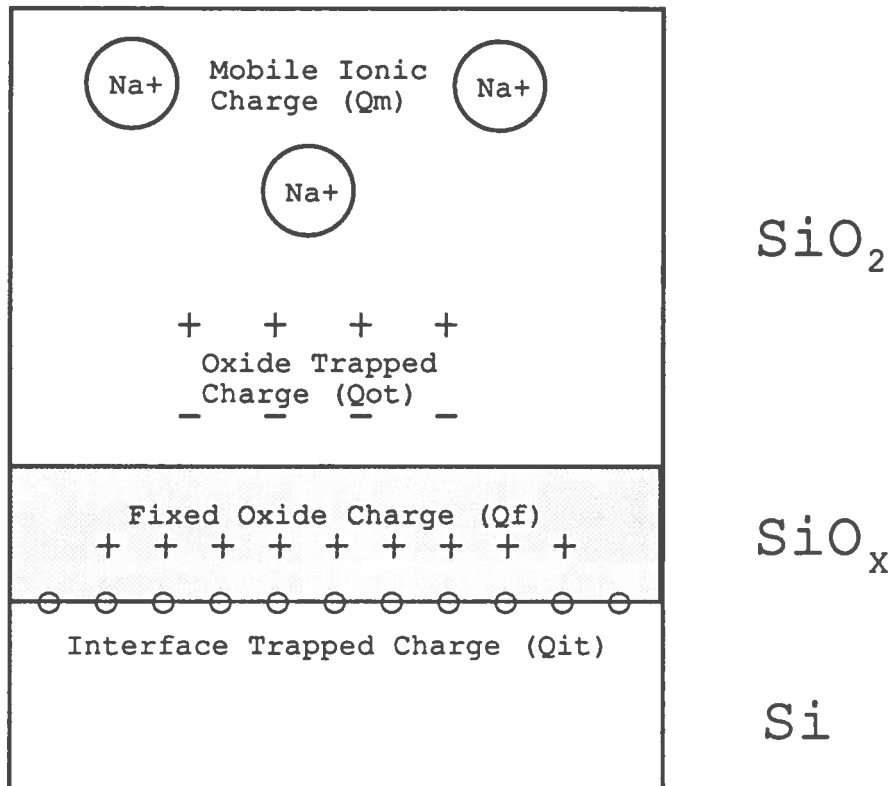 Na+
Mobile Ionic
Charge (Qm)
Na+
Na+
SiO₂
+ + + +
Oxide Trapped
Charge (Qot)
− − − −
Fixed Oxide Charge (Qf)
+ + + + + + + + +
SiOₓ
Interface Trapped Charge (Qit)
Si